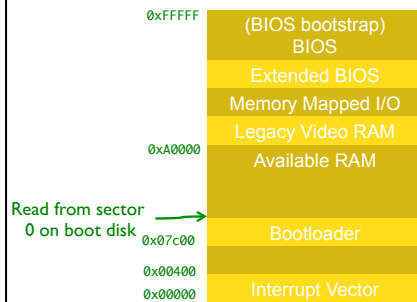 0xFFFFF
(BIOS bootstrap)
BIOS
Extended BIOS
Memory Mapped I/O
Legacy Video RAM
0xA0000
Available RAM
Read from sector
0 on boot disk
0x07c00
Bootloader
0x00400
0x00000
Interrupt Vector